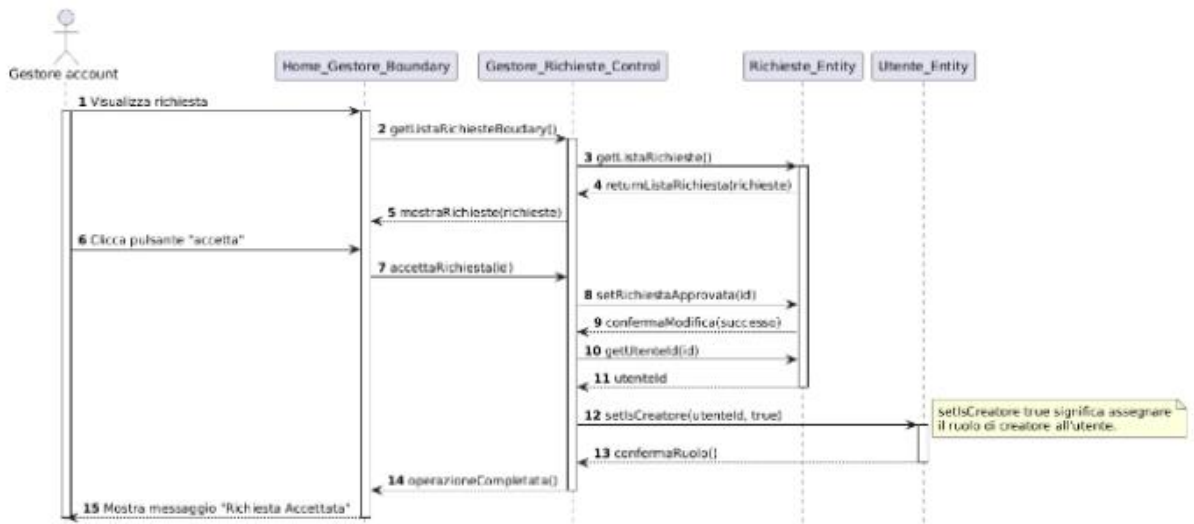 Gestore account
Home_Gestore_Boundary
Gestore_Richieste_Control
Richieste_Entity
Utente_Entity
1 Visualizza richiesta
2 getListaRichiesteBoudary()
3 getListaRichieste()
4 returnListaRichiesta(richieste)
5 mostraRichieste(richieste)
6 Clicca pulsante "accetta"
7 accettaRichiesta(id)
8 setRichiestaApprovata(id)
9 confermaModifica(successo)
10 getUtenteId(id)
11 utenteId
12 setIsCreatore(utenteId, true)
setIsCreatore true significa assegnare
il ruolo di creatore all'utente.
13 confermaRuolo()
14 operazioneCompletata()
15 Mostra messaggio "Richiesta Accettata"